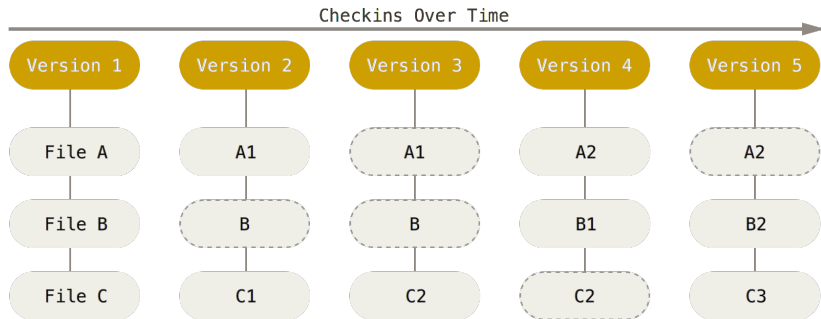 Checkins Over Time
Version 1 Version 2 Version 3 Version 4 Version 5
File A A1 A1 A2 A2
File B B B B1 B2
File C C1 C2 C2 C3